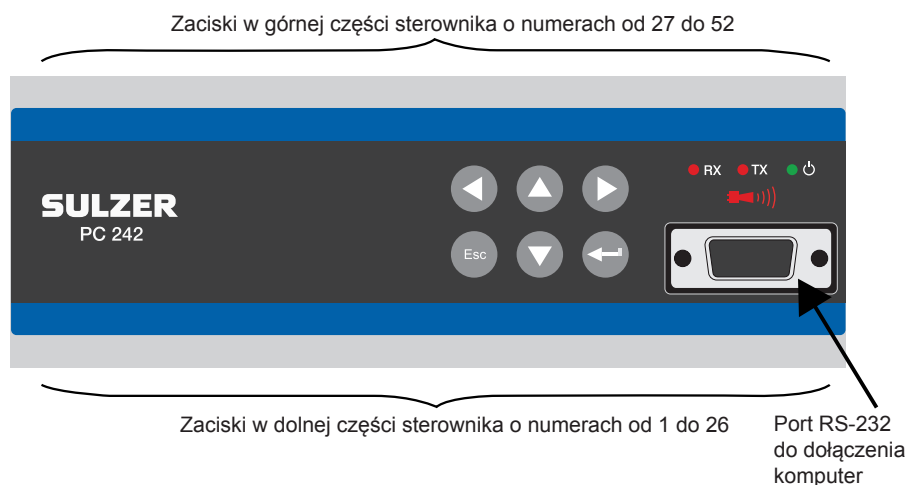 Zaciski w górnej części sterownika o numerach od 27 do 52
RX TX
SULZER
PC 242
Esc
Zaciski w dolnej części sterownika o numerach od 1 do 26
Port RS-232
do dołączenia
komputer